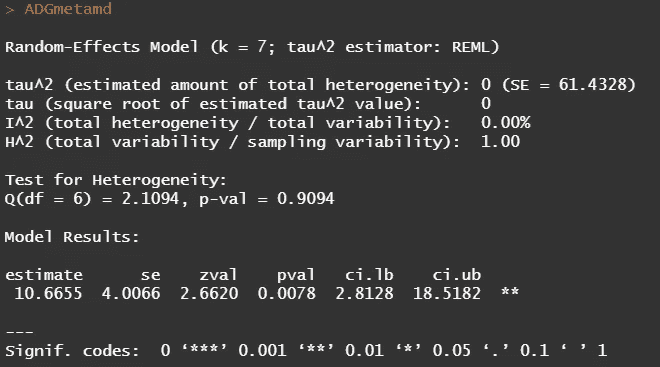 > ADGmetamd
Random-Effects Model (k = 7; tau^2 estimator: REML)
tau^2 (estimated amount of total heterogeneity): 0 (SE = 61.4328)
tau (square root of estimated tau^2 value):      0
I^2 (total heterogeneity / total variability):   0.00%
H^2 (total variability / sampling variability):  1.00
Test for Heterogeneity:
Q(df = 6) = 2.1094, p-val = 0.9094
Model Results:
estimate      se    zval    pval   ci.lb    ci.ub
 10.6655  4.0066  2.6620  0.0078  2.8128  18.5182  **
---
Signif. codes:  0 ‘***’ 0.001 ‘**’ 0.01 ‘*’ 0.05 ‘.’ 0.1 ‘ ’ 1